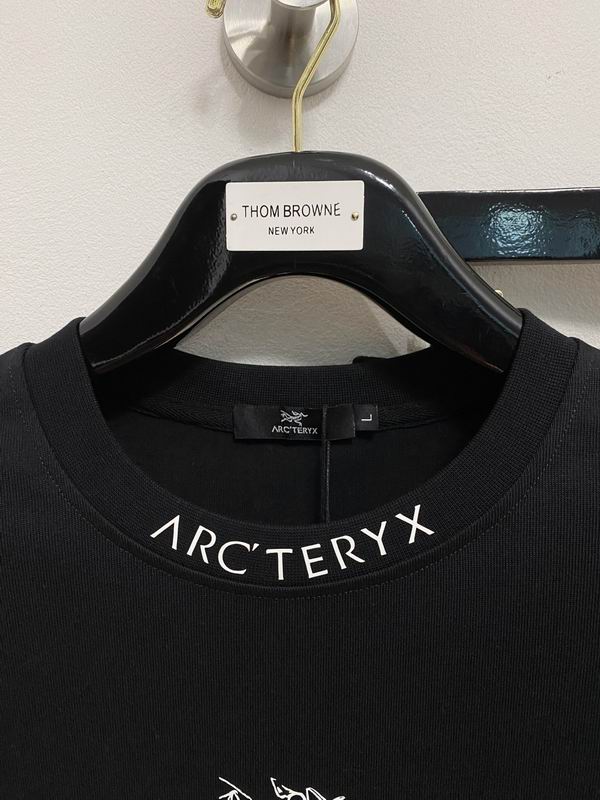 THOM BROWNE
NEW YORK
ARC'TERYX
L
ARC'TERYX